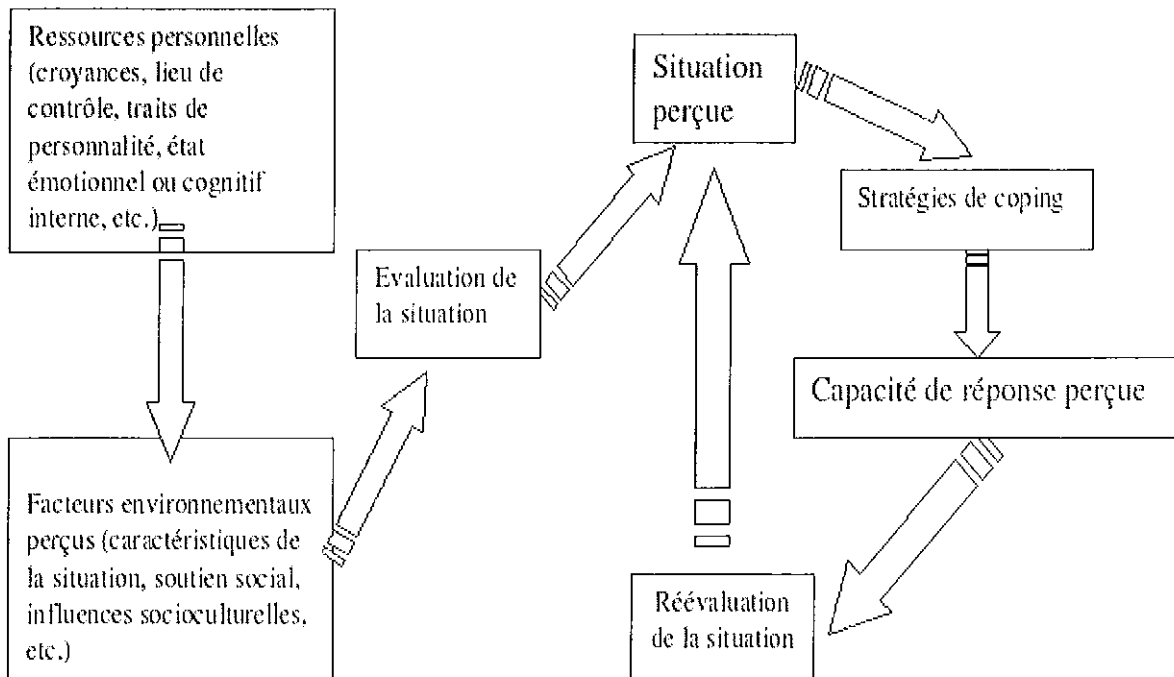 Ressources personnelles
(croyances, lieu de
contrôle, traits de
personnalité, état
émotionnel ou cognitif
interne, etc.)
Facteurs environnementaux
perçus (caractéristiques de
la situation, soutien social,
influences socioculturelles,
etc.)
Evaluation de
la situation
Situation
perçue
Stratégies de coping
Capacité de réponse perçue
Réévaluation
de la situation